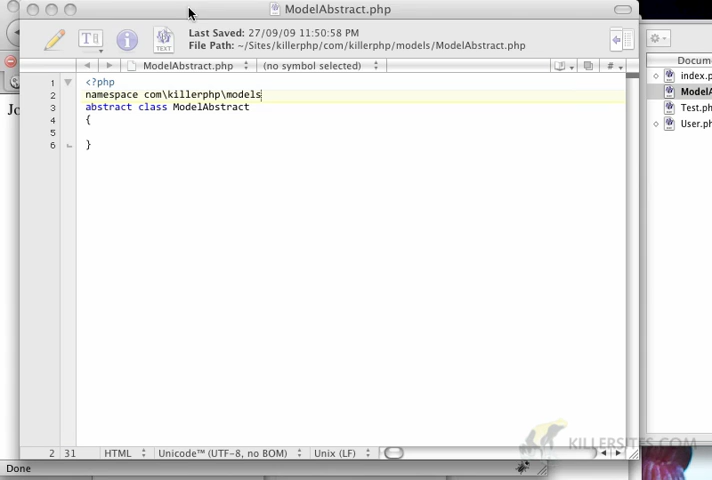 ModelAbstract.php
Last Saved: 27/09/09 11:50:58 PM
File Path: ~/Sites/killerphp/com/killerphp/models/ModelAbstract.php
TEXT
ModelAbstract.php
(no symbol selected)
#
1 <?php
2 namespace com\killerphp\models
3 abstract class ModelAbstract
4 {
5
6 }
2 31 HTML Unicode™ (UTF-8, no BOM) Unix (LF)
Done
Docum
index.p
ModelA
Test.ph
User.ph
KILLERSITES.COM